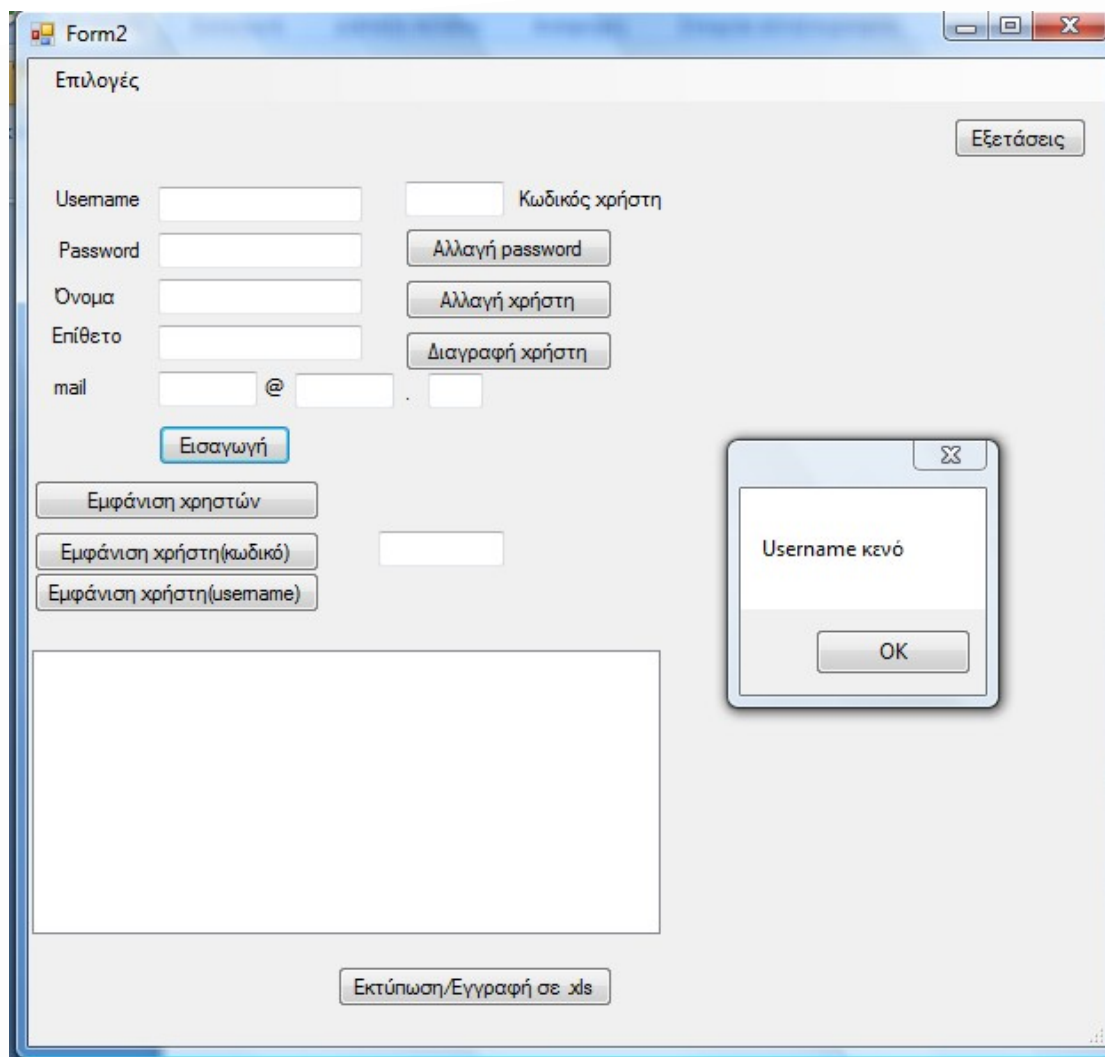 Form2
Επιλογές
Εξετάσεις
Username
Κωδικός χρήστη
Password
Αλλαγή password
Όνομα
Αλλαγή χρήστη
Επίθετο
Διαγραφή χρήστη
mail @ .
Εισαγωγή
Εμφάνιση χρηστών
Εμφάνιση χρήστη(κωδικό)
Εμφάνιση χρήστη(username)
Username κενό
OK
Εκτύπωση/Εγγραφή σε .xls